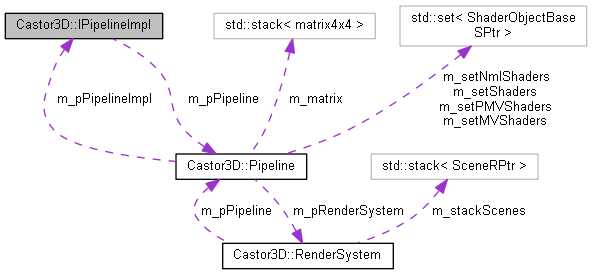 Castor3D::IPipelineImpl
std::stack< matrix4x4 >
std::set< ShaderObjectBase
SPtr >
m_pPipelineImpl
m_pPipeline
m_matrix
m_setNmlShaders
m_setShaders
m_setPMVShaders
m_setMVShaders
Castor3D::Pipeline
std::stack< SceneRPtr >
m_pPipeline
m_pRenderSystem
m_stackScenes
Castor3D::RenderSystem